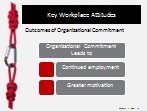 Key Workplace Attitudes
Outcomes of Organizational Commitment
Organizational Commitment
Leads to
Continued employment
Greater motivation